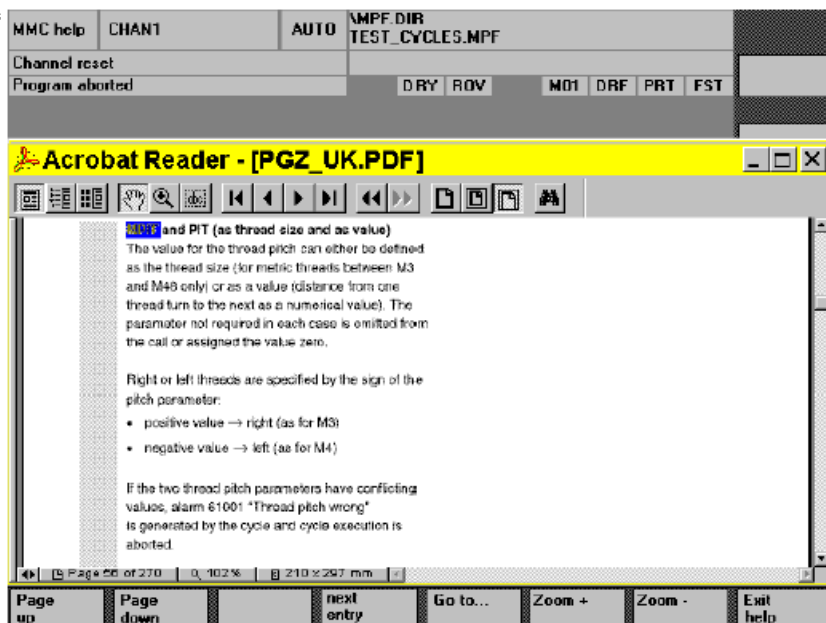 MMC help CHAN1 AUTO \MPF.DIR
TEST_CYCLES.MPF
Channel reset
Program aborted DRY ROV M01 DRF PRT FST
Acrobat Reader - [PGZ_UK.PDF]
and PIT (as thread size and as value)
The value for the thread pitch can either be defined
as the thread size (for metric threads between M3
and M48 only) or as a value (distance from one
thread turn to the next as a numerical value). The
parameter not required in each case is omitted from
the call or assigned the value zero.
Right or left threads are specified by the sign of the
pitch parameter:
• positive value → right (as for M3)
• negative value → left (as for M4)
If the two thread pitch parameters have conflicting
values, alarm 61001 "Thread pitch wrong"
is generated by the cycle and cycle execution is
aborted.
Page of 270 102% 210 x 297 mm
Page up Page down next entry Go to... Zoom + Zoom - Exit help